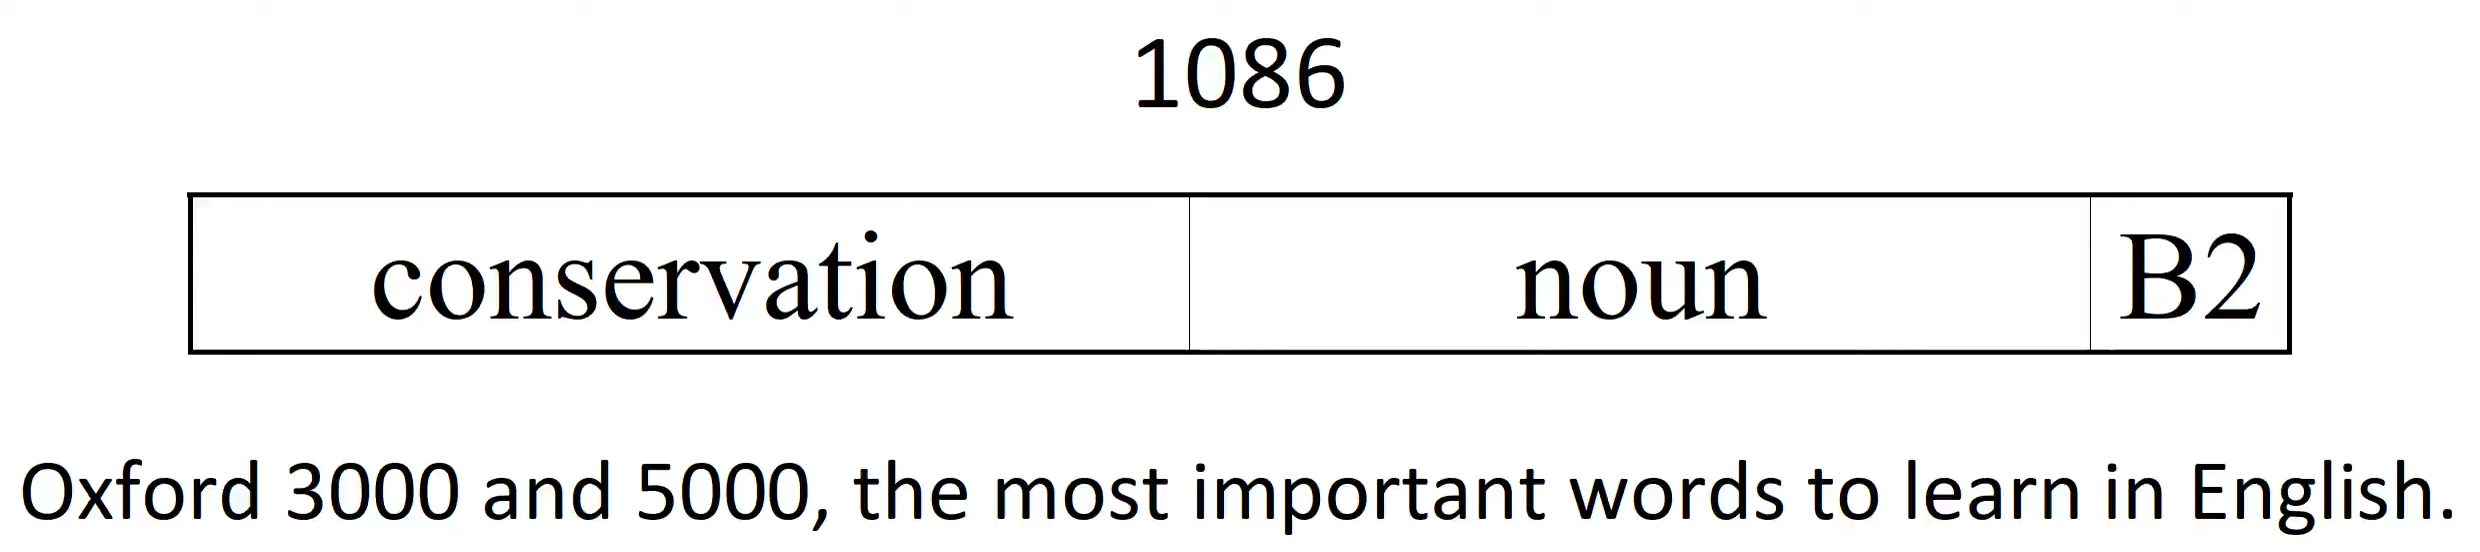 1086
conservation noun B2
Oxford 3000 and 5000, the most important words to learn in English.